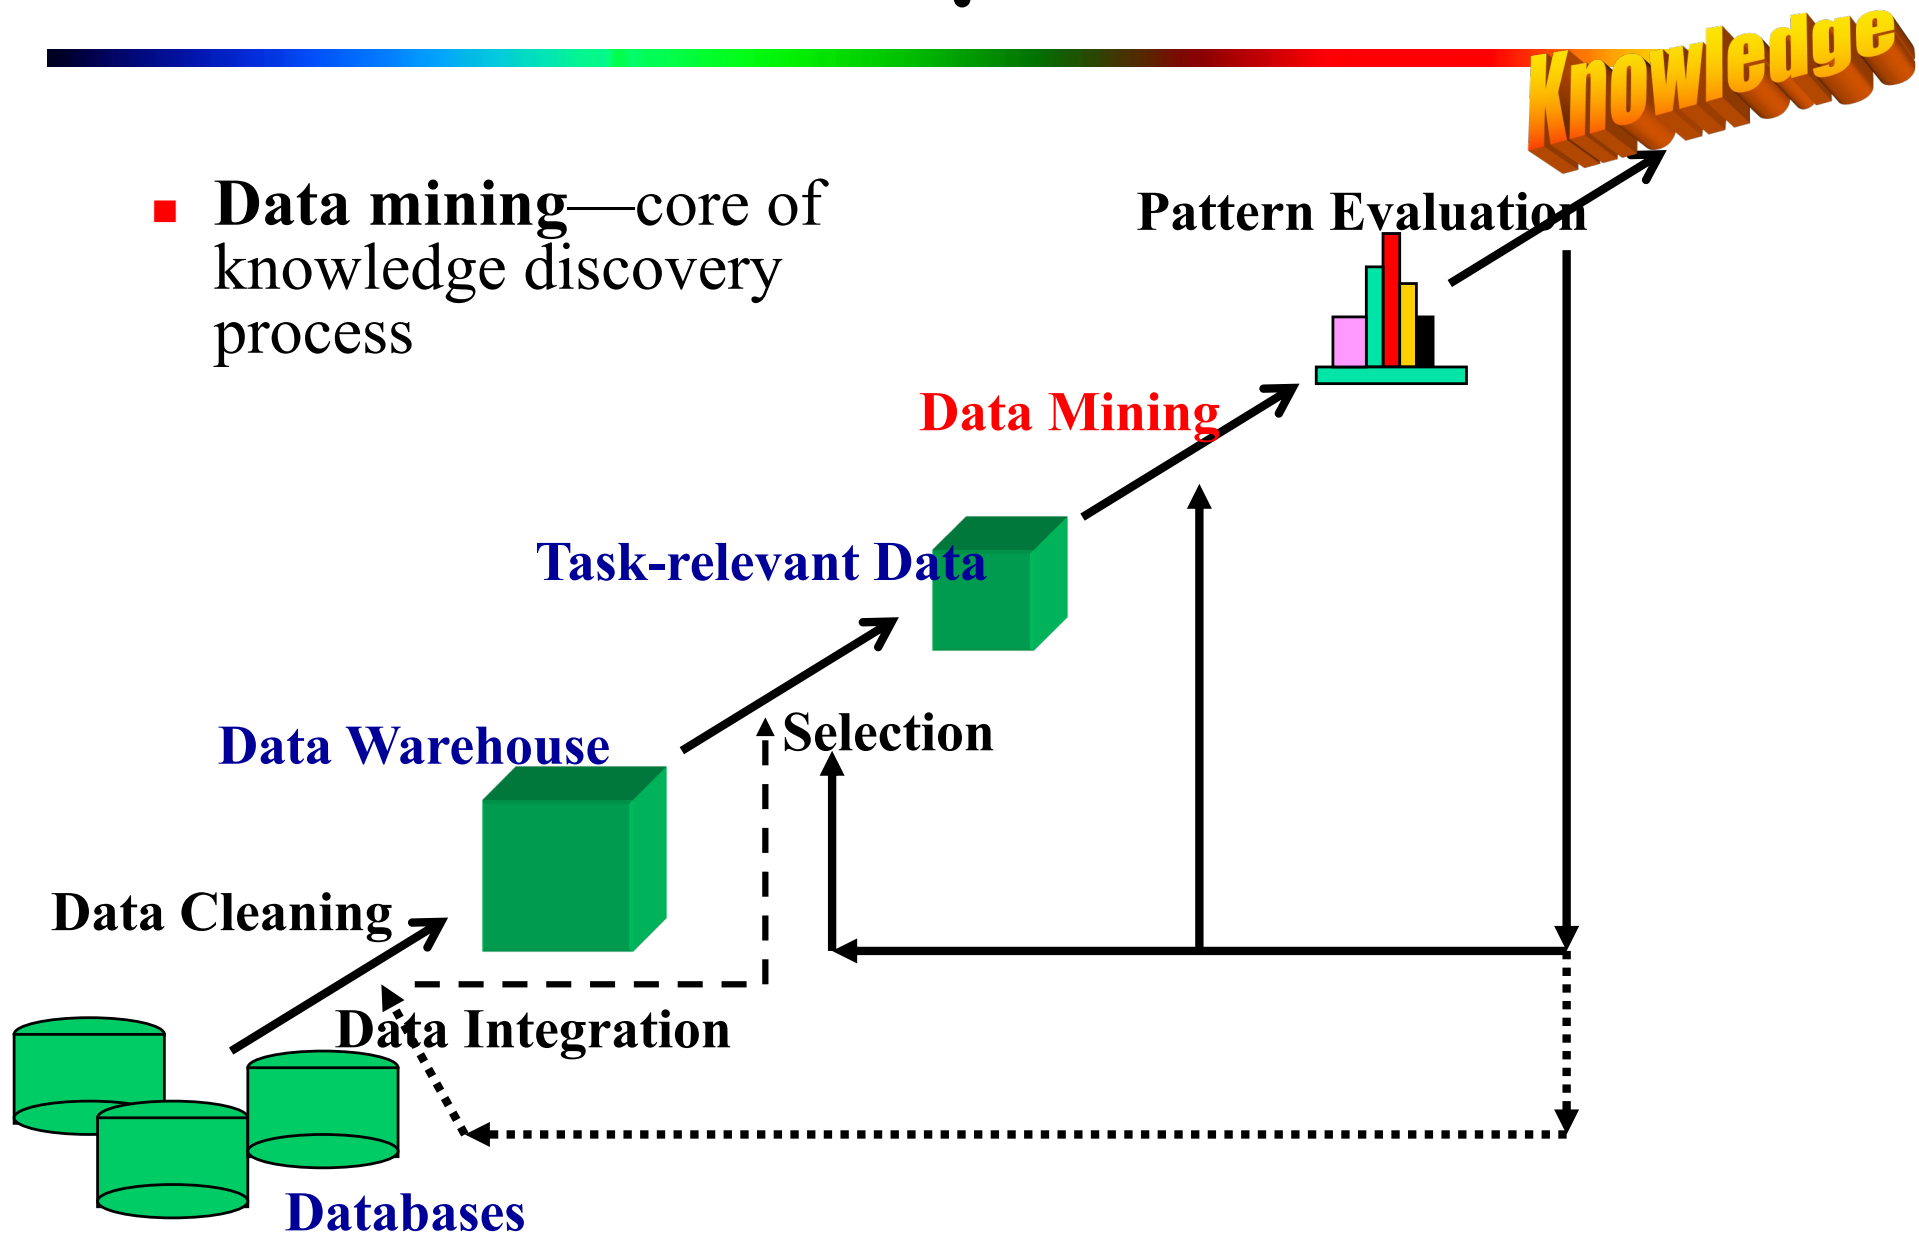 Knowledge
Data mining—core of
knowledge discovery
process
Pattern Evaluation
Data Mining
Task-relevant Data
Selection
Data Warehouse
Data Cleaning
Data Integration
Databases